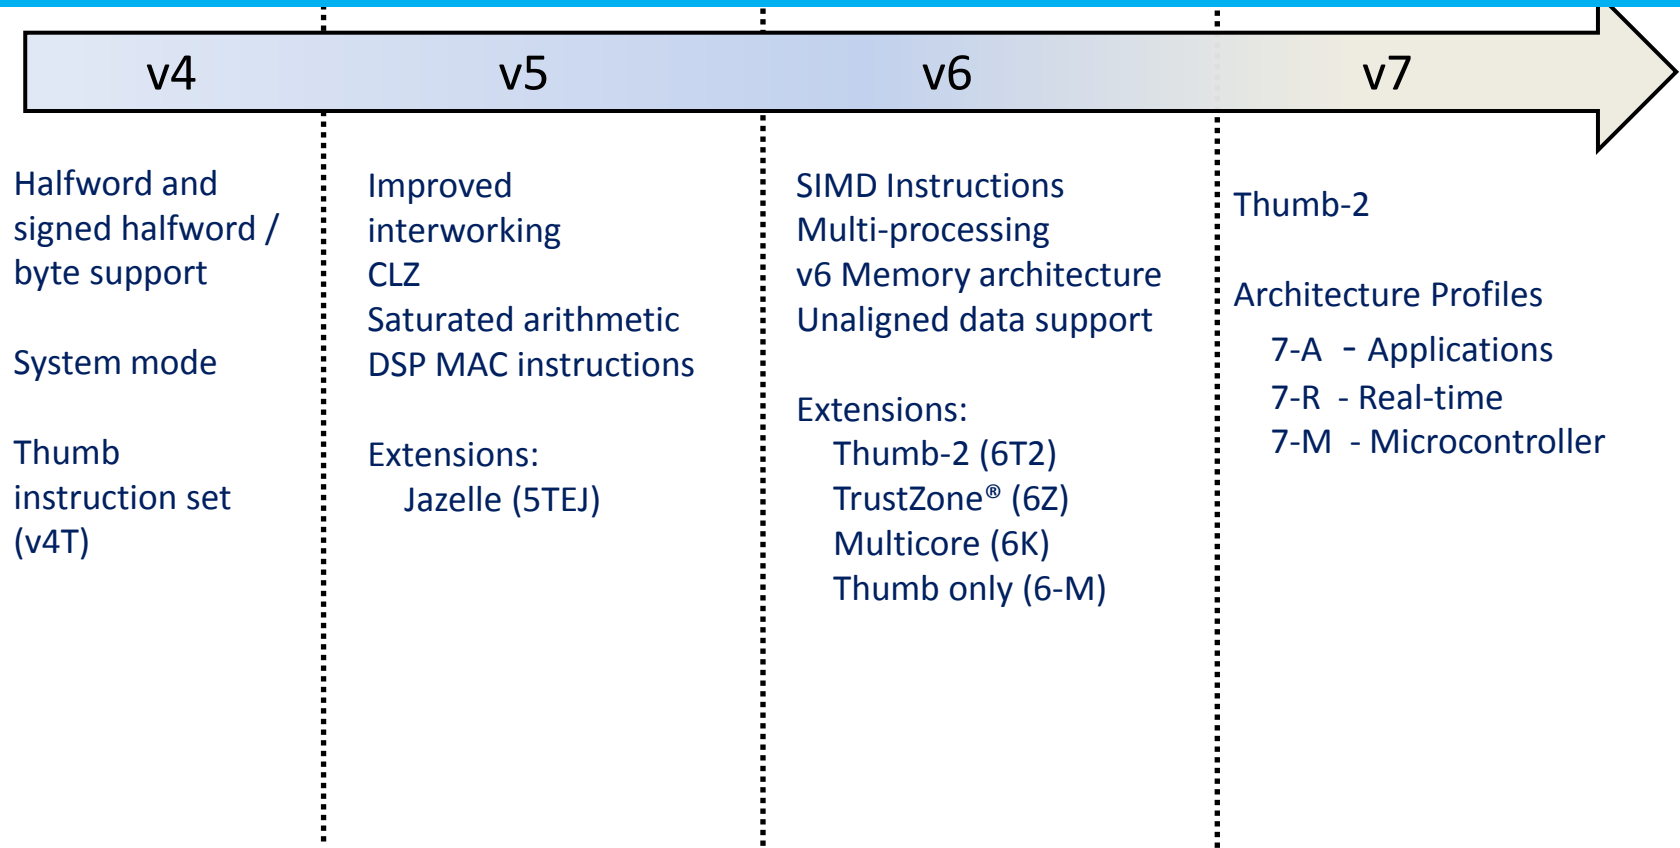 v4
v5
v6
v7
Halfword and
signed halfword /
byte support
System mode
Thumb
instruction set
(v4T)
Improved
interworking
CLZ
Saturated arithmetic
DSP MAC instructions
Extensions:
Jazelle (5TEJ)
SIMD Instructions
Multi-processing
v6 Memory architecture
Unaligned data support
Extensions:
Thumb-2 (6T2)
TrustZone® (6Z)
Multicore (6K)
Thumb only (6-M)
Thumb-2
Architecture Profiles
7-A - Applications
7-R - Real-time
7-M - Microcontroller